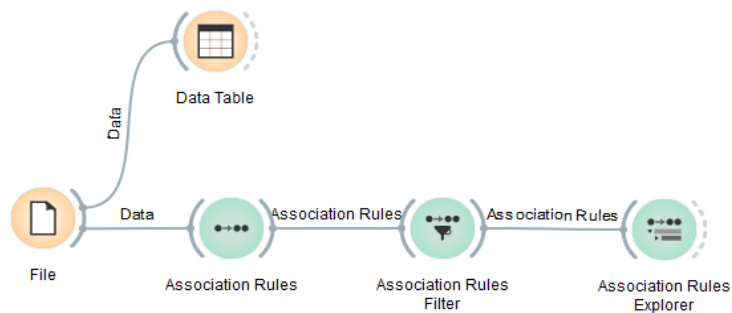 Data Table
Data
File
Data
Association Rules
Association Rules
Association Rules
Filter
Association Rules
Association Rules
Explorer